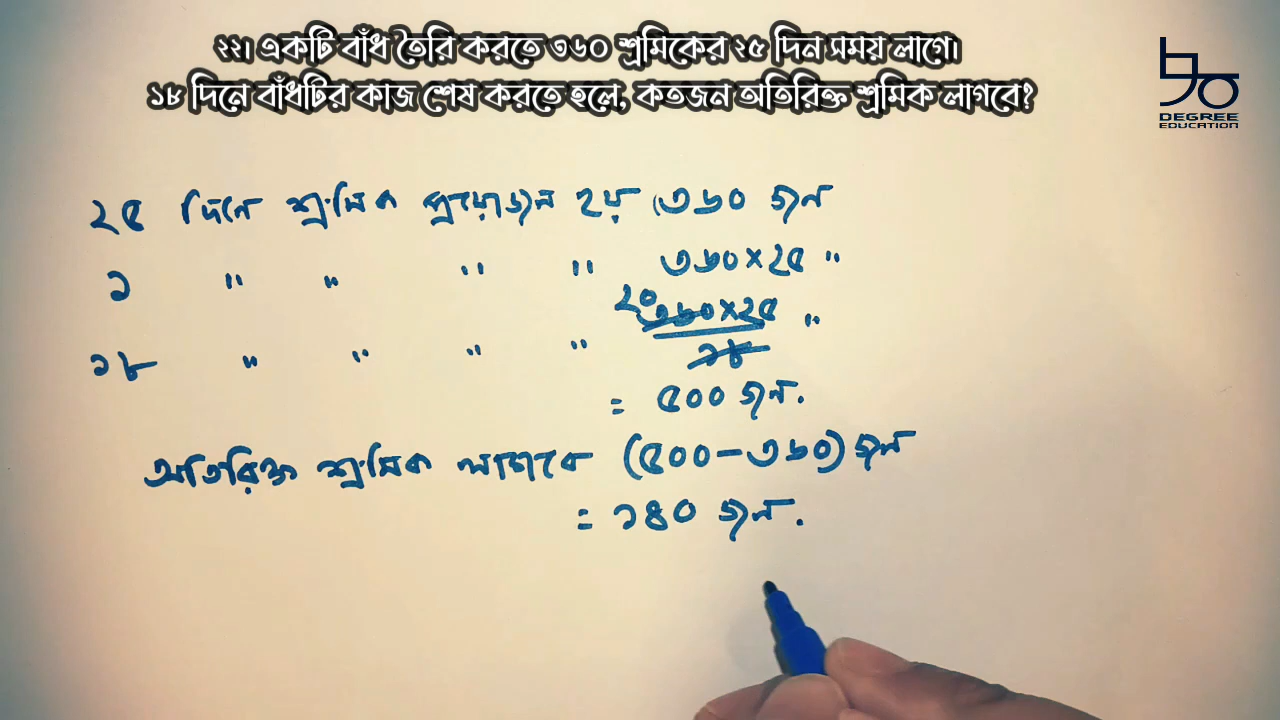 ২২। একটি বাঁধ তৈরি করতে ৩৬০ শ্রমিকের ২৫ দিন সময় লাগে।
১৮ দিনে বাঁধটির কাজ শেষ করতে হলে, কতজন অতিরিক্ত শ্রমিক লাগবে?
DEGREE
EDUCATION
২৫ দিনে শ্রমিক প্রয়োজন হয় ৩৬০ জন
১ " " " " ৩৬০×২৫ "
২০
৩৬০×২৫ "
১৮ " " " " ১৮
= ৫০০ জন.
অতিরিক্ত শ্রমিক লাগবে (৫০০-৩৬০) জন
= ১৪০ জন.